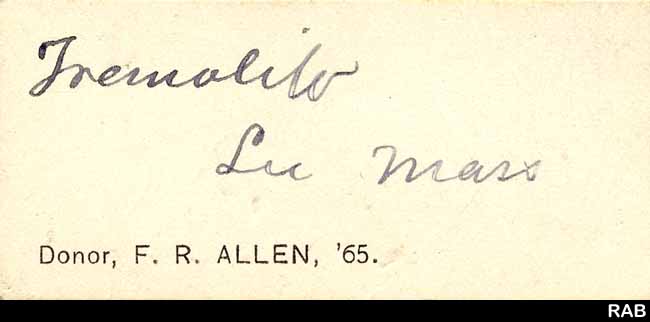 Tremolite
Lee Mass
Donor, F. R. ALLEN, '65.
RAB